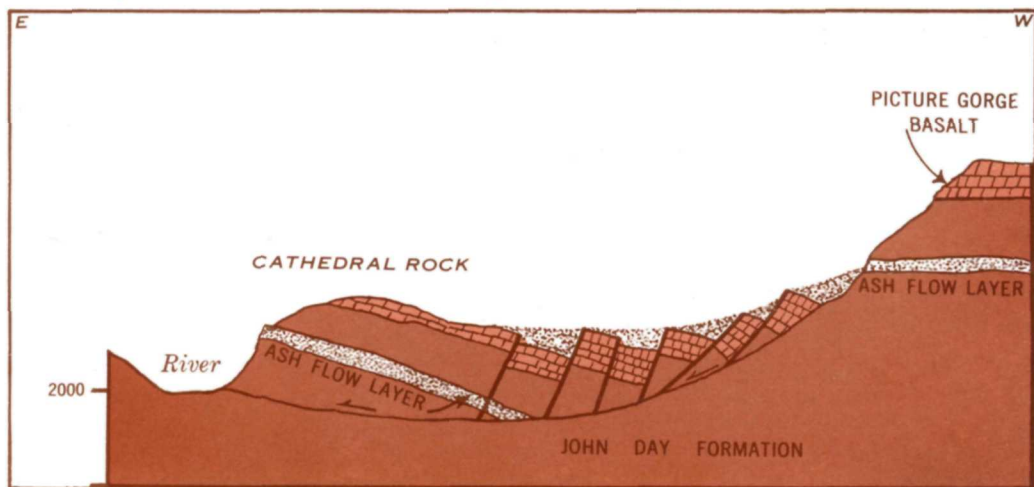 E
W
PICTURE GORGE
BASALT
CATHEDRAL ROCK
ASH FLOW LAYER
River
ASH FLOW
LAYER
2000
JOHN DAY FORMATION